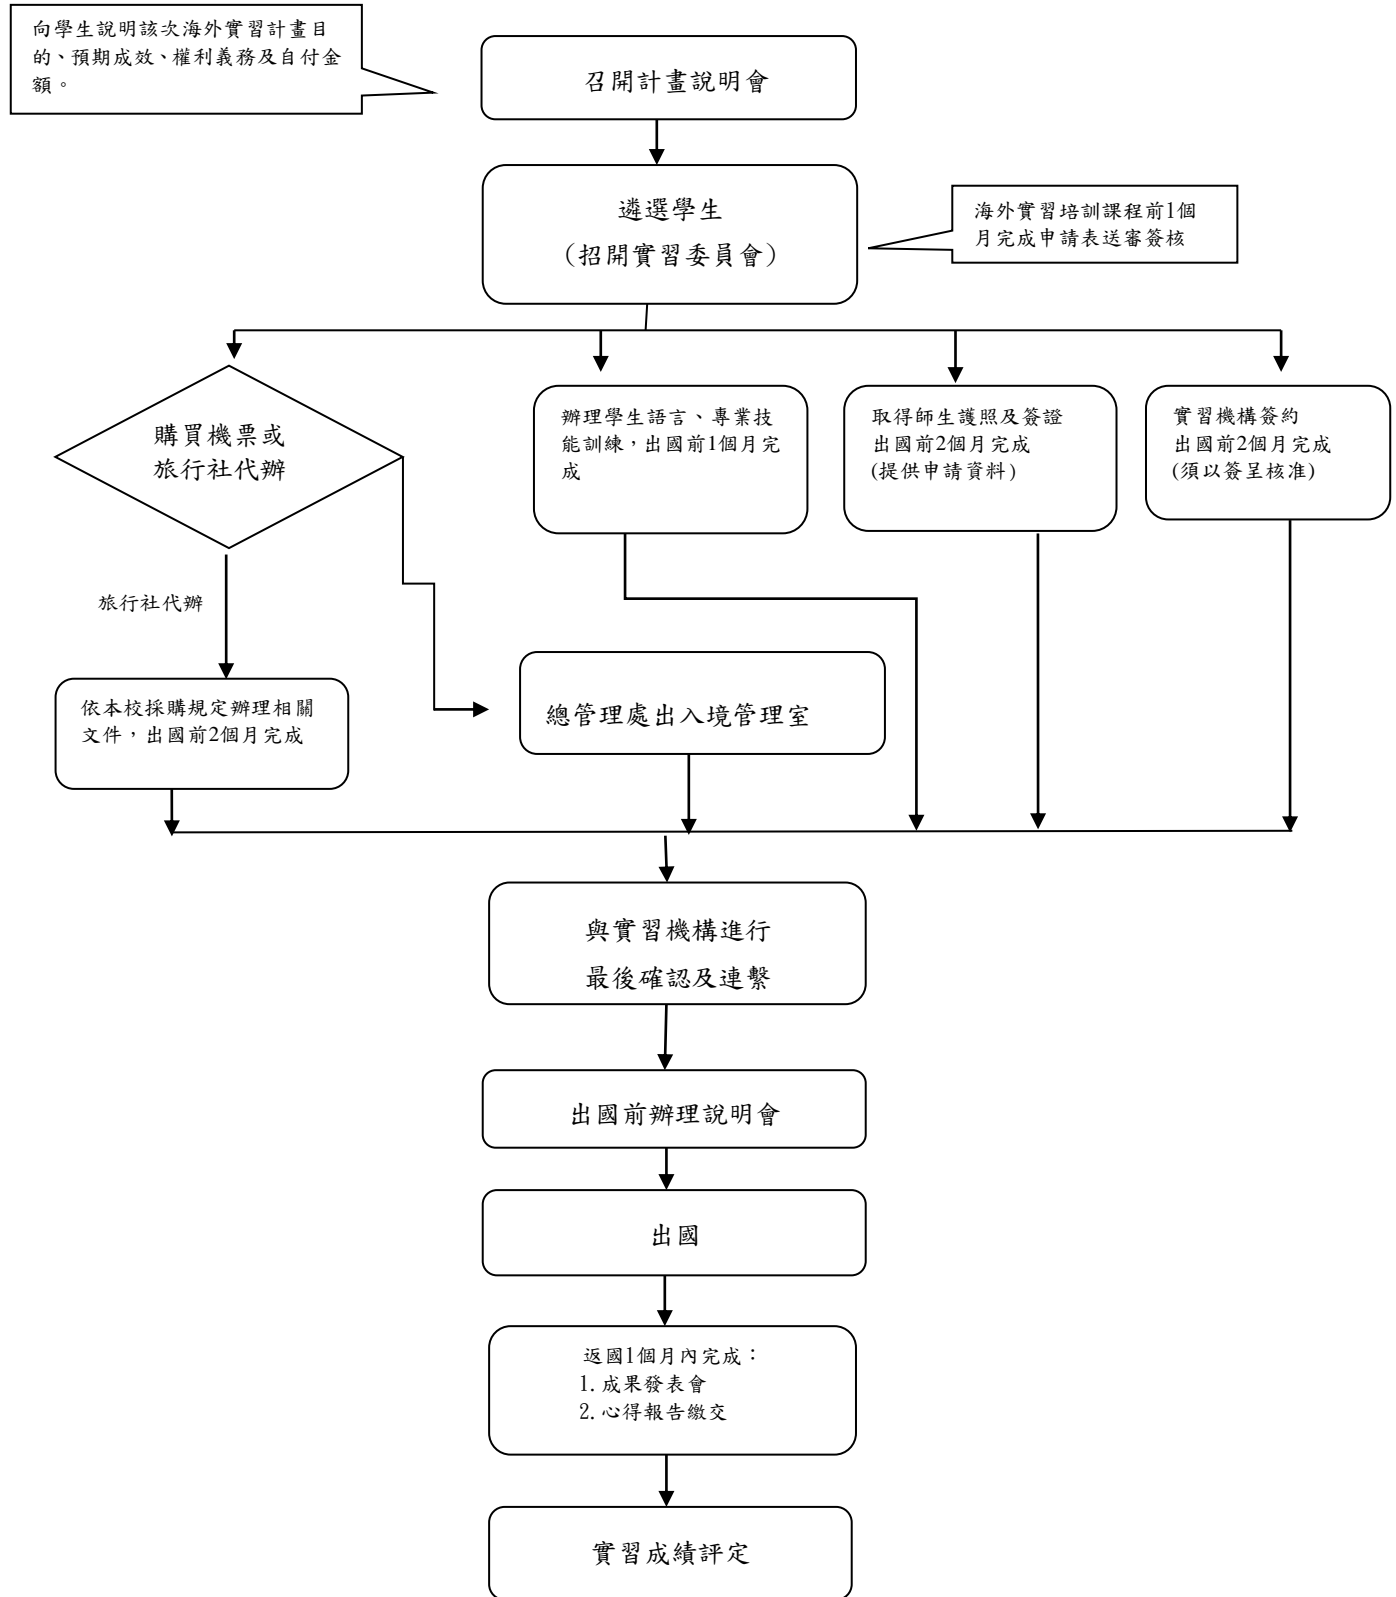 向學生說明該次海外實習計畫目
的、預期成效、權利義務及自付金
額。
召開計畫說明會
遴選學生
(招開實習委員會)
海外實習培訓課程前1個
月完成申請表送審簽核
購買機票或
旅行社代辦
辦理學生語言、專業技
能訓練，出國前1個月完
成
取得師生護照及簽證
出國前2個月完成
(提供申請資料)
實習機構簽約
出國前2個月完成
(須以簽呈核准)
旅行社代辦
依本校採購規定辦理相關
文件，出國前2個月完成
總管理處出入境管理室
與實習機構進行
最後確認及連繫
出國前辦理說明會
出國
返國1個月內完成：
1. 成果發表會
2. 心得報告繳交
實習成績評定